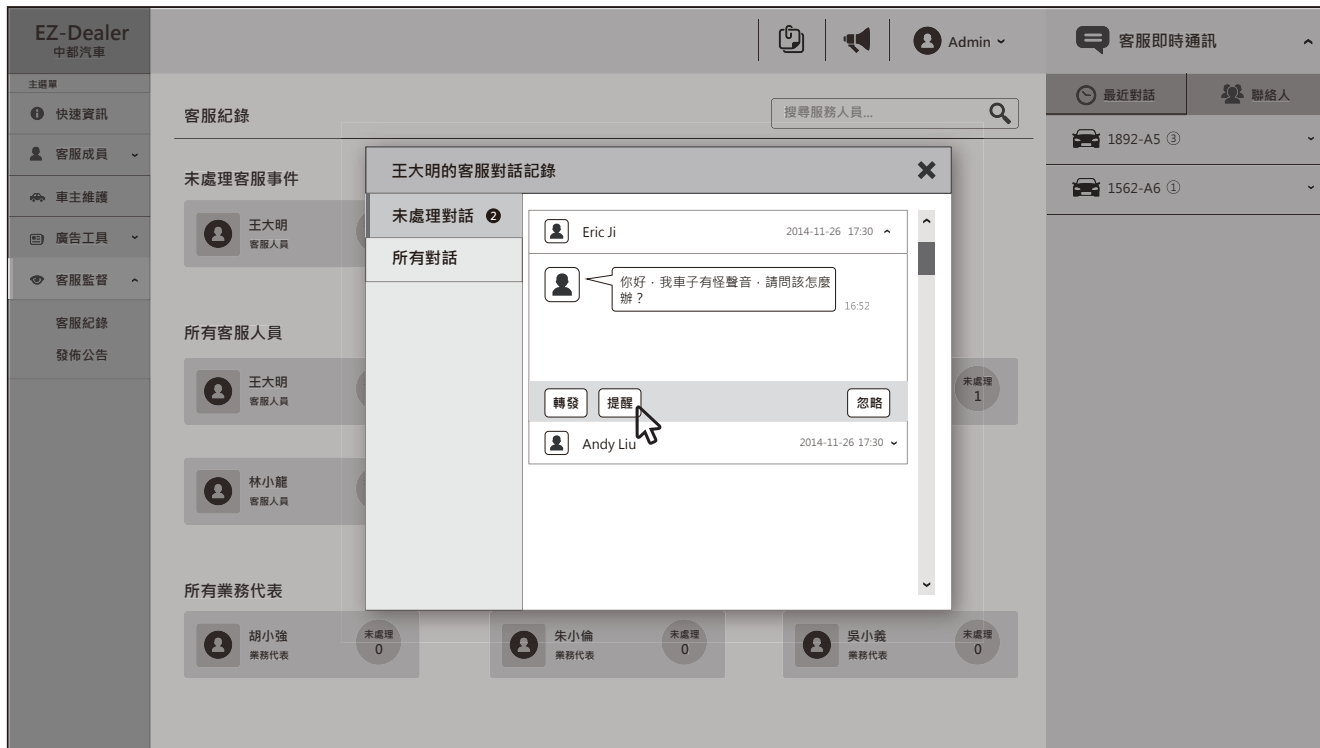 EZ-Dealer
中都汽車
Admin
客服即時通訊
主選單
快速資訊
客服成員
車主維護
廣告工具
客服監督
客服紀錄
發佈公告
客服紀錄
搜尋服務人員...
最近對話
聯絡人
1892-A5 ③
1562-A6 ①
未處理客服事件
王大明
客服人員
所有客服人員
王大明
客服人員
未處理
1
林小龍
客服人員
所有業務代表
胡小強
業務代表
未處理
0
朱小倫
業務代表
未處理
0
吳小義
業務代表
未處理
0
王大明的客服對話記錄
未處理對話 ❷
所有對話
Eric Ji
2014-11-26 17:30
你好，我車子有怪聲音，請問該怎麼
辦？
16:52
轉發
提醒
忽略
Andy Liu
2014-11-26 17:30